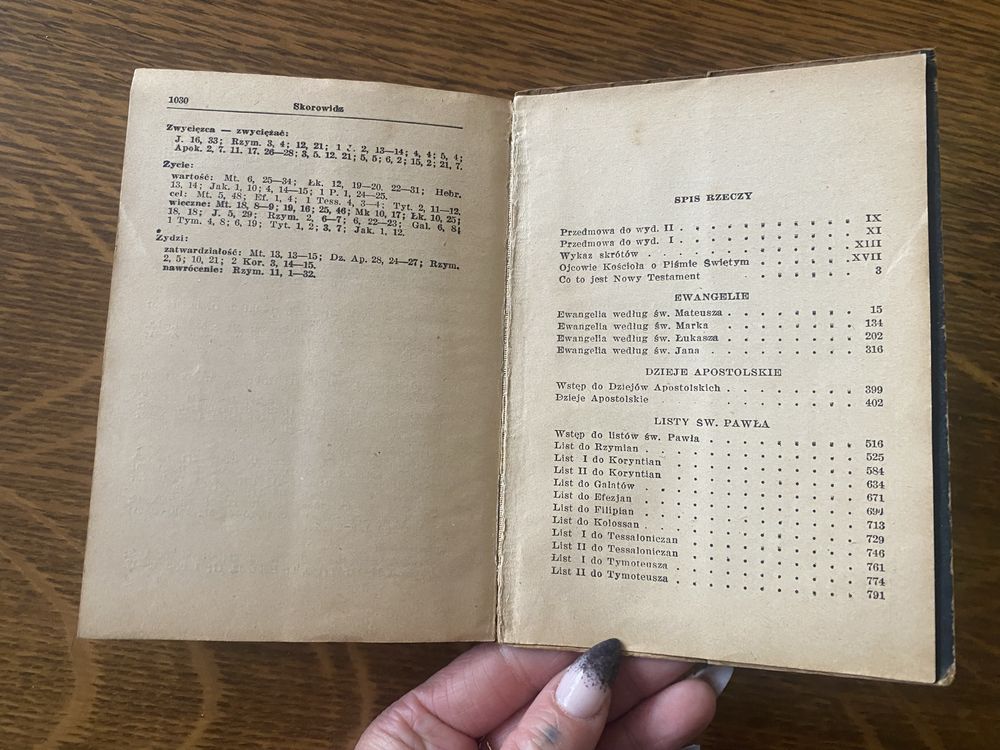 1030 Skorowidz
Zwycięzca — zwyciężać:
J. 16, 33; Rzym. 3, 4; 12, 21; 1 J. 2, 13—14; 4, 4; 5, 4;
Apok. 2, 7. 11. 17. 26—28; 3, 5. 12. 21; 5, 5; 6, 2; 15, 2; 21, 7.
Życie:
wartość: Mt. 6, 25—34; Łk. 12, 19—20. 22—31; Hebr.
13, 14; Jak. 1, 10; 4, 14—15; 1 P. 1, 24—25.
cel: Mt. 5, 48; Ef. 1, 4; 1 Tess. 4, 3—4; Tyt. 2, 11—12.
wieczne: Mt. 18, 8—9; 19, 16; 25, 46; Mk 10, 17; Łk. 10, 25;
18, 18; J. 5, 29; Rzym. 2, 6—7; 6, 22—23; Gal. 6, 8;
1 Tym. 4, 8; 6, 19; Tyt. 1, 2; 3, 7; Jak. 1, 12.
Żydzi:
zatwardziałość: Mt. 13, 13—15; Dz. Ap. 28, 24—27; Rzym.
2, 5; 10, 21; 2 Kor. 3, 14—15.
nawrócenie: Rzym. 11, 1—32.
SPIS RZECZY
Przedmowa do wyd. II . . . . . . . . IX
Przedmowa do wyd. I . . . . . . . . XI
Wykaz skrótów . . . . . . . . . . XIII
Ojcowie Kościoła o Piśmie Świętym . . . . . XVII
Co to jest Nowy Testament . . . . . . 3
EWANGELIE
Ewangelia według św. Mateusza . . . . . . . 15
Ewangelia według św. Marka . . . . . . . 134
Ewangelia według św. Łukasza . . . . . . . 202
Ewangelia według św. Jana . . . . . . . 316
DZIEJE APOSTOLSKIE
Wstęp do Dziejów Apostolskich . . . . . . . 399
Dzieje Apostolskie . . . . . . . . . . 402
LISTY ŚW. PAWŁA
Wstęp do listów św. Pawła . . . . . . . . 516
List do Rzymian . . . . . . . . . . 525
List I do Koryntian . . . . . . . . . 584
List II do Koryntian . . . . . . . . . 634
List do Galatów . . . . . . . . . . 671
List do Efezjan . . . . . . . . . . 694
List do Filipian . . . . . . . . . . 713
List do Kolossan . . . . . . . . . . 729
List I do Tessaloniczan . . . . . . . . 746
List II do Tessaloniczan . . . . . . . . 761
List I do Tymoteusza . . . . . . . . . 774
List II do Tymoteusza . . . . . . . . . 791